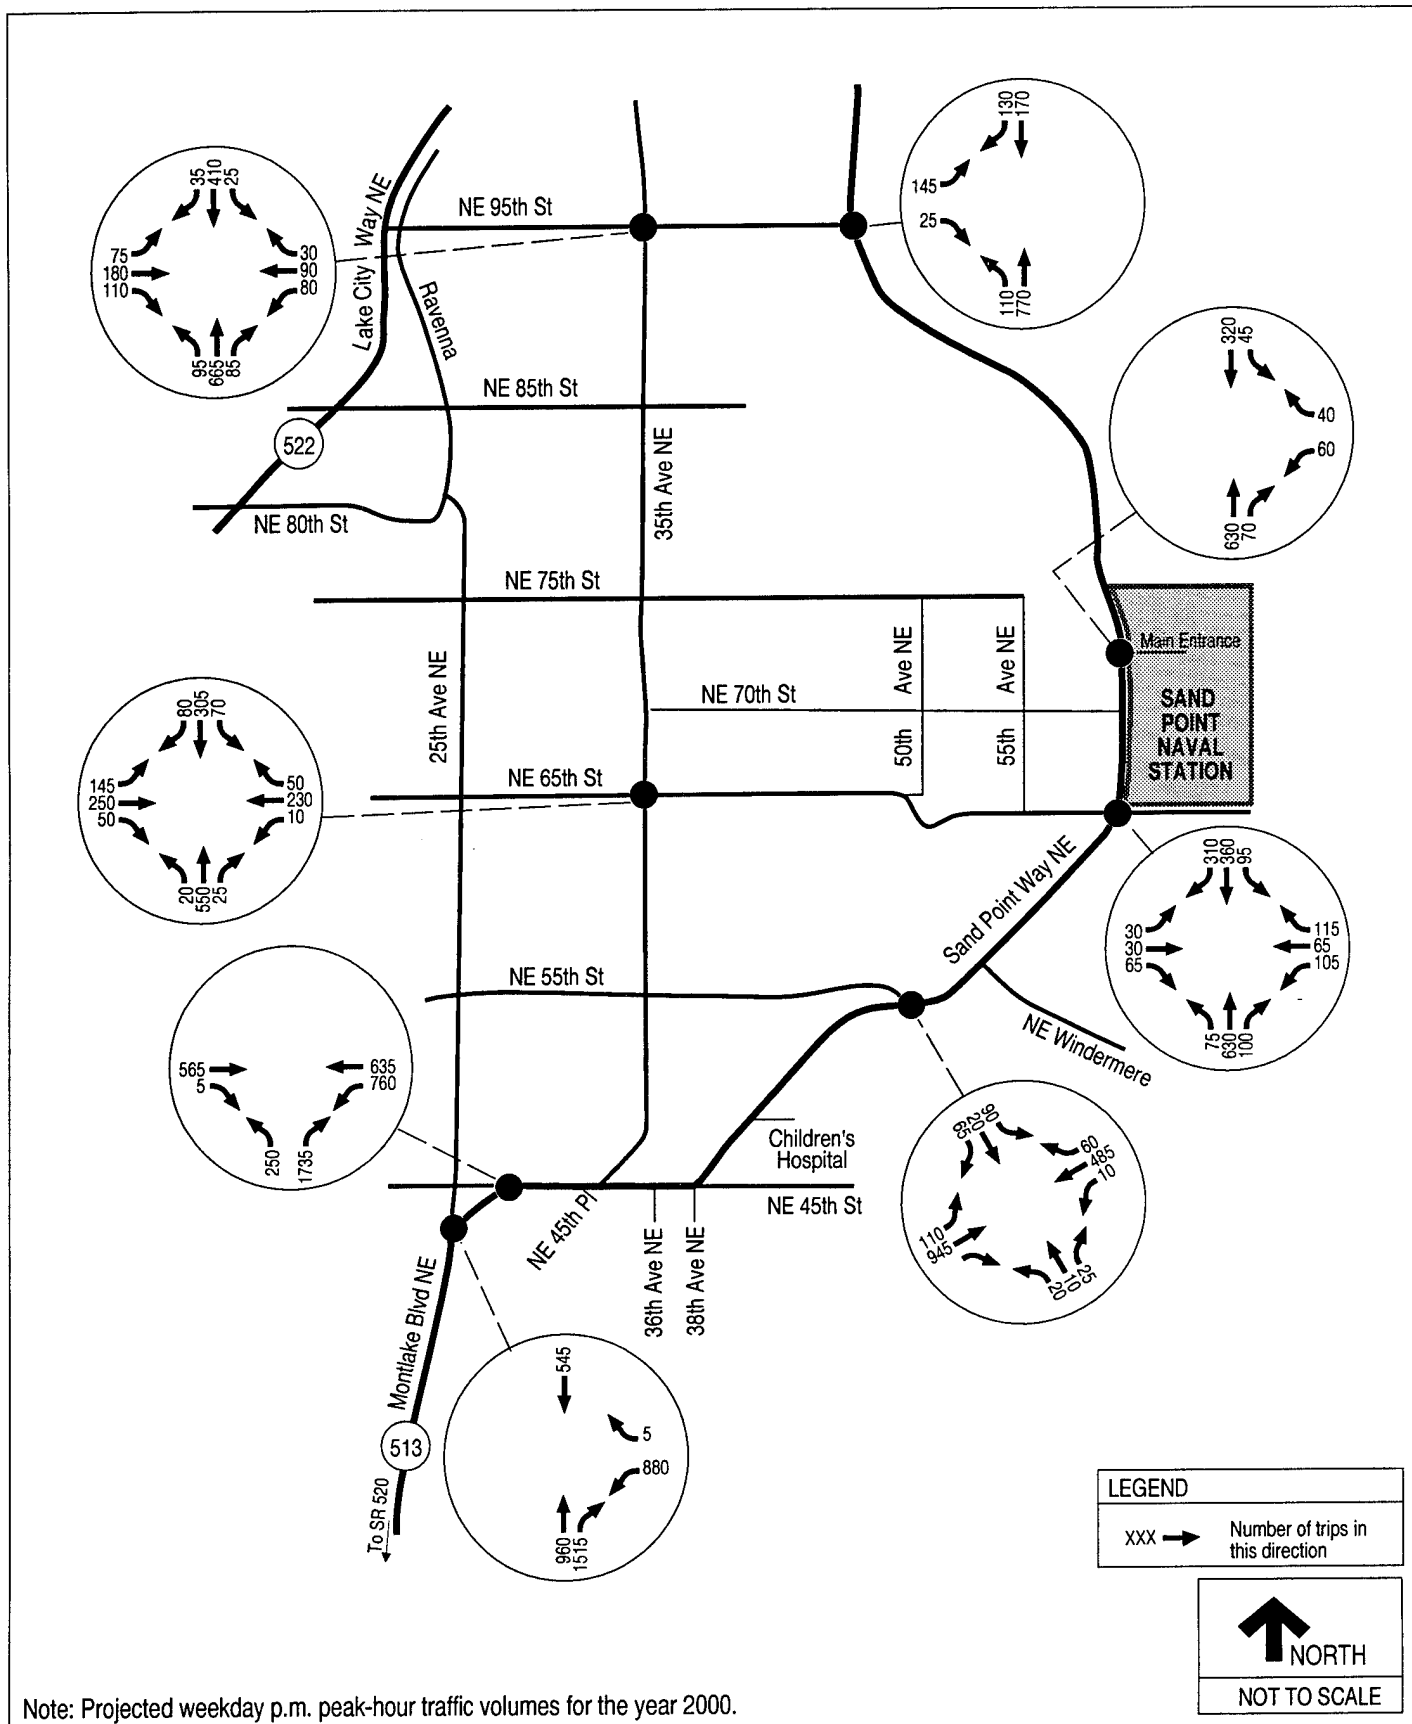 130
170
145
25
110
770
35
410
25
75
180
110
30
90
80
95
665
85
NE 95th St
Lake City Way NE
Ravenna
320
45
40
60
630
70
NE 85th St
522
35th Ave NE
NE 80th St
NE 75th St
25th Ave NE
50th Ave NE
55th Ave NE
Main Entrance
NE 70th St
SAND
POINT
NAVAL
STATION
80
305
70
145
250
50
50
230
10
20
550
25
NE 65th St
Sand Point Way NE
310
360
95
30
30
65
115
65
105
75
630
100
NE 55th St
NE Windermere
565
5
635
760
250
1735
Children's
Hospital
65
20
90
60
485
10
110
945
20
10
25
NE 45th Pl
NE 45th St
36th Ave NE
38th Ave NE
Montlake Blvd NE
513
To SR 520
545
5
880
960
1515
LEGEND
XXX
Number of trips in
this direction
NORTH
NOT TO SCALE
Note: Projected weekday p.m. peak-hour traffic volumes for the year 2000.